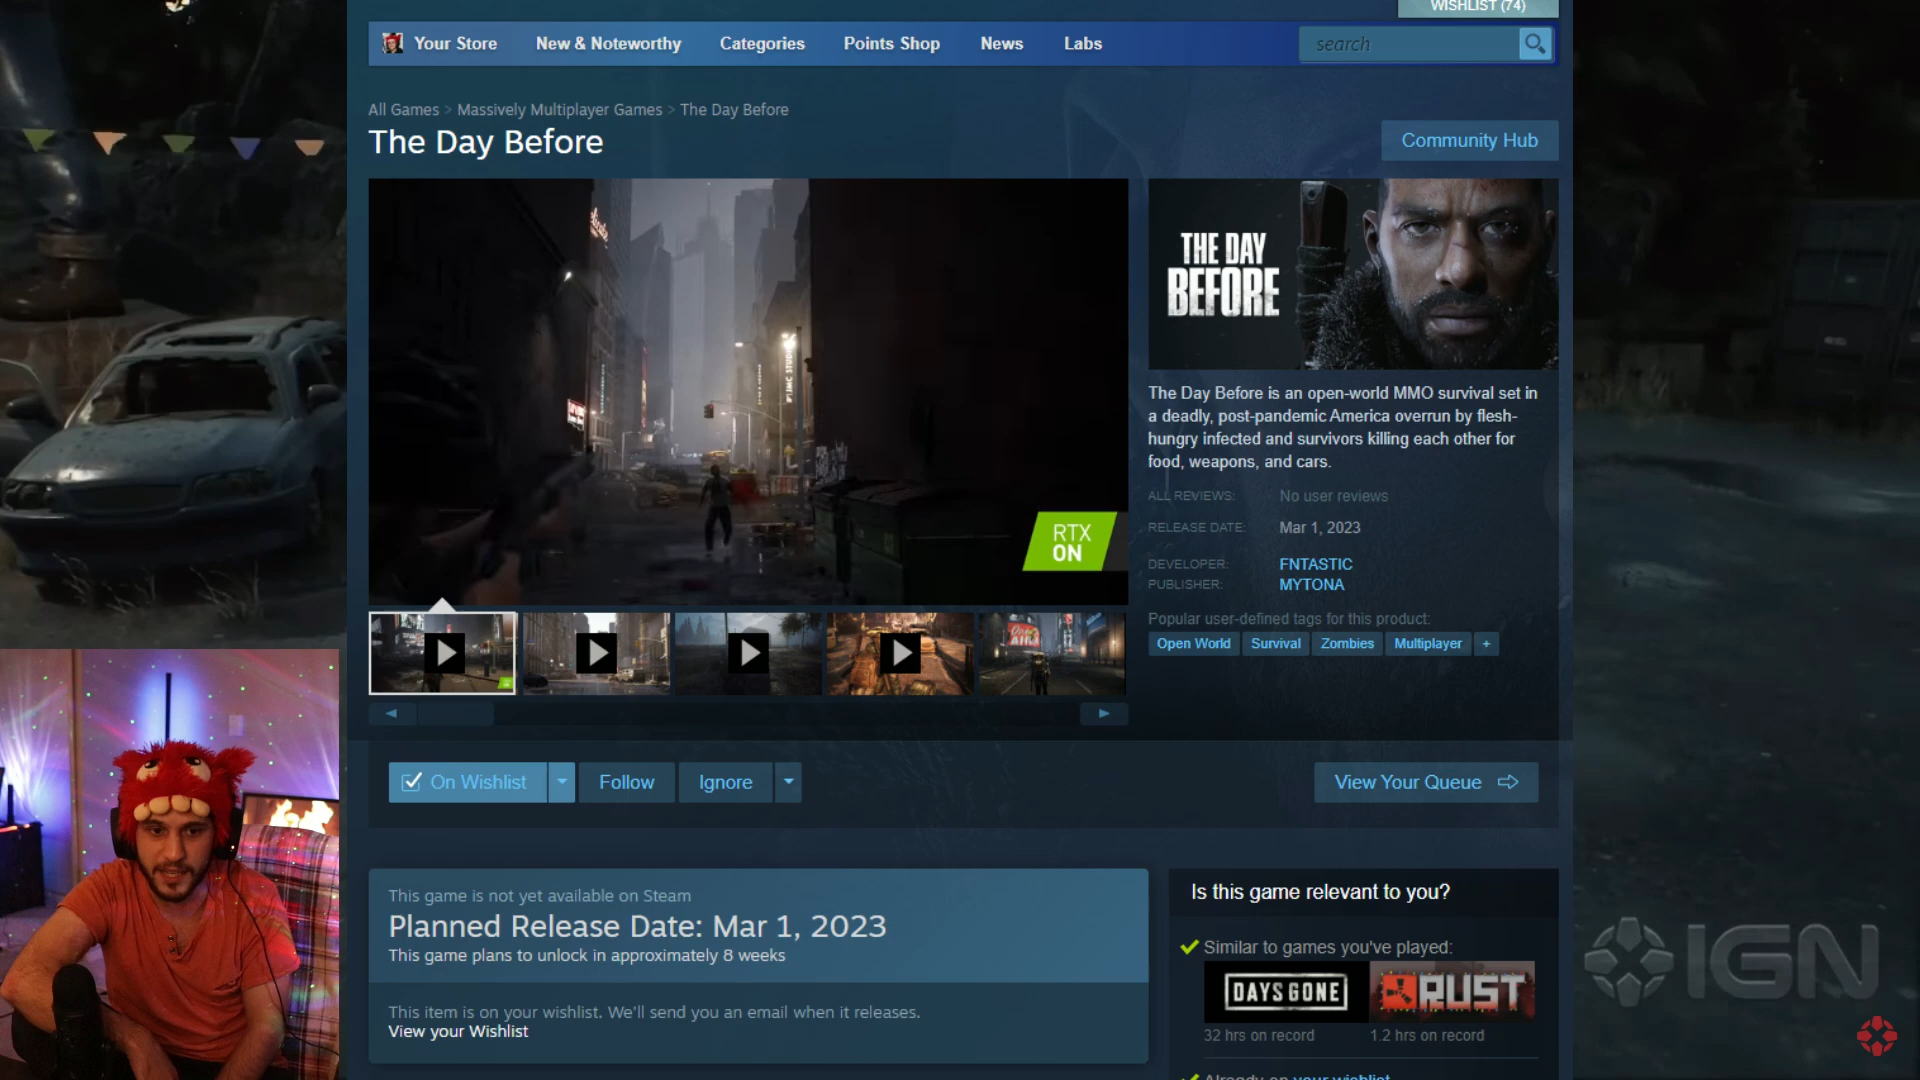 WISHLIST (74)
Your Store
New & Noteworthy
Categories
Points Shop
News
Labs
search
All Games > Massively Multiplayer Games > The Day Before
The Day Before
Community Hub
RTX
ON
THE DAY
BEFORE
The Day Before is an open-world MMO survival set in
a deadly, post-pandemic America overrun by flesh-
hungry infected and survivors killing each other for
food, weapons, and cars.
ALL REVIEWS: No user reviews
RELEASE DATE: Mar 1, 2023
DEVELOPER: FNTASTIC
PUBLISHER: MYTONA
Popular user-defined tags for this product:
Open World Survival Zombies Multiplayer +
On Wishlist
Follow
Ignore
View Your Queue
This game is not yet available on Steam
Planned Release Date: Mar 1, 2023
This game plans to unlock in approximately 8 weeks
This item is on your wishlist. We'll send you an email when it releases.
View your Wishlist
Is this game relevant to you?
Similar to games you've played:
DAYS GONE
RUST
32 hrs on record
1.2 hrs on record
Already on your wishlist
IGN